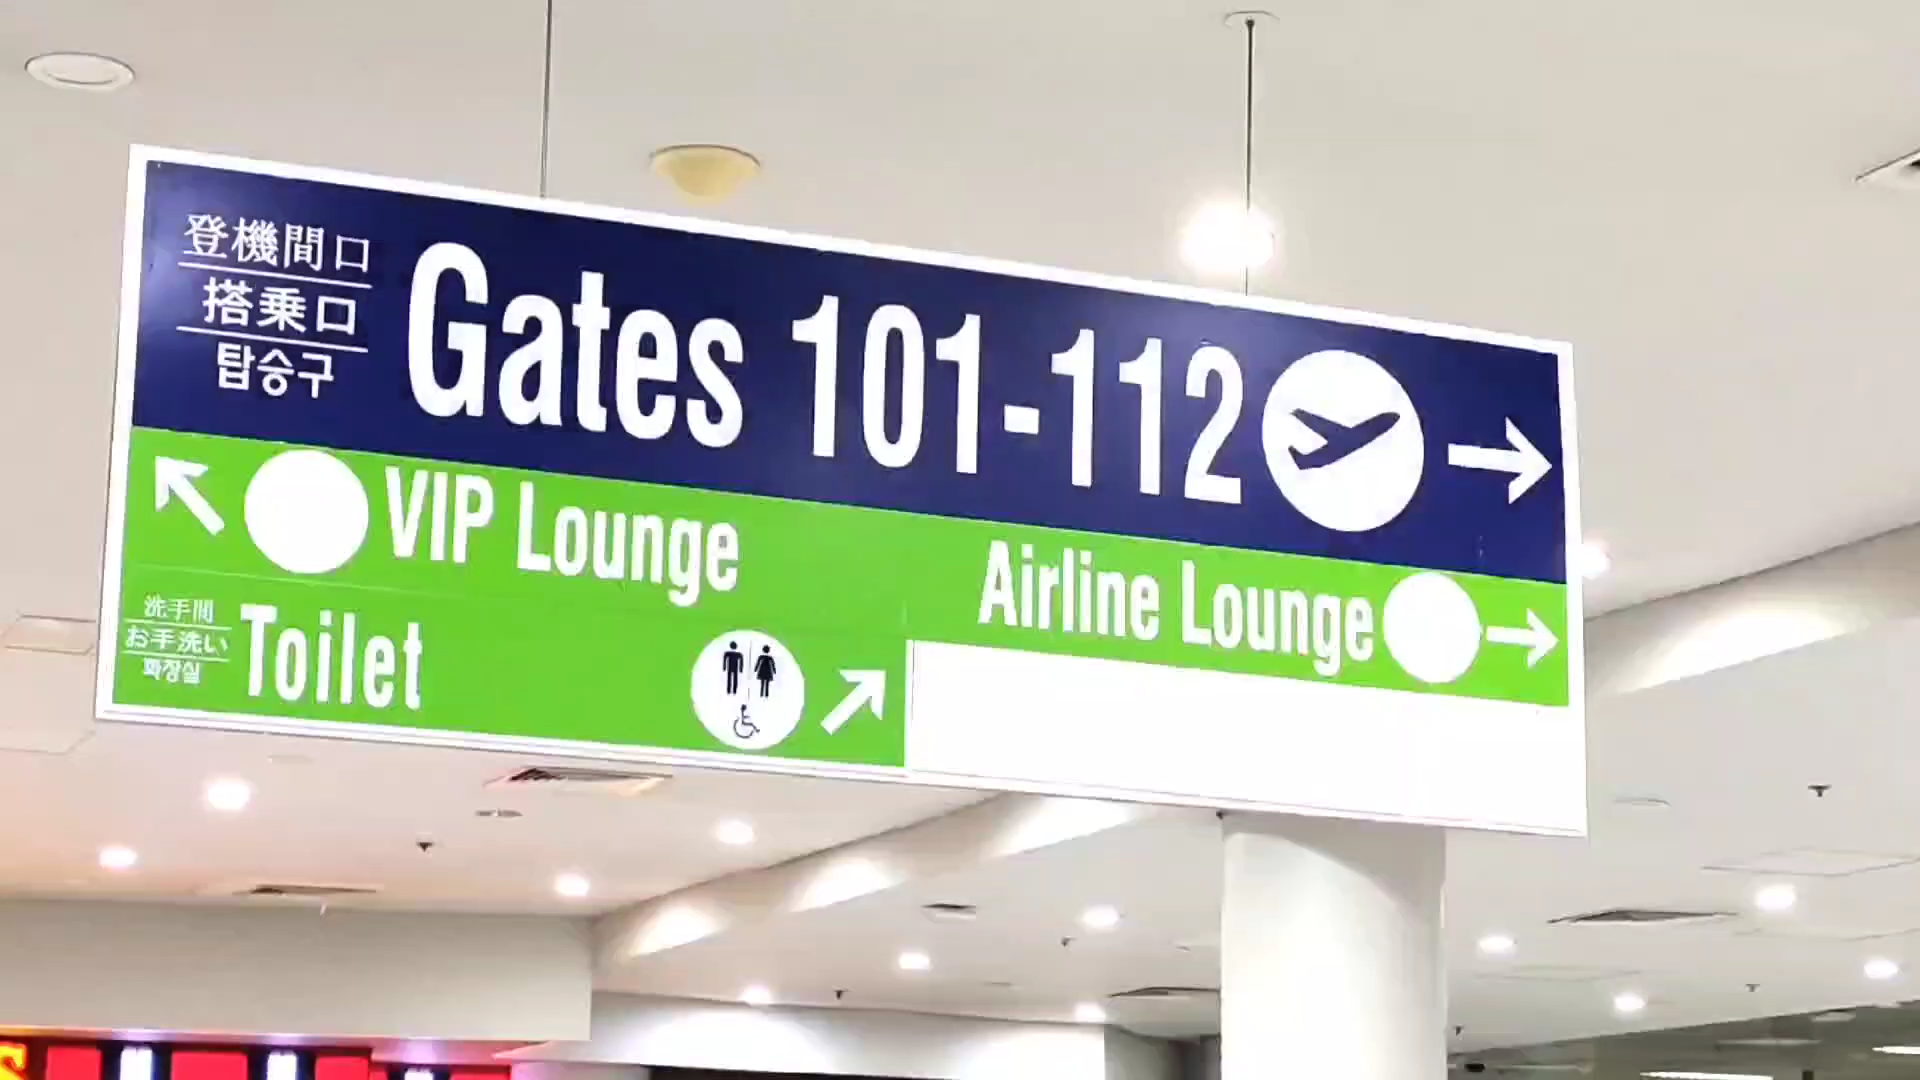 登機間口
搭乗口
탑승구
Gates 101-112
VIP Lounge
Airline Lounge
洗手間
お手洗い
화장실
Toilet